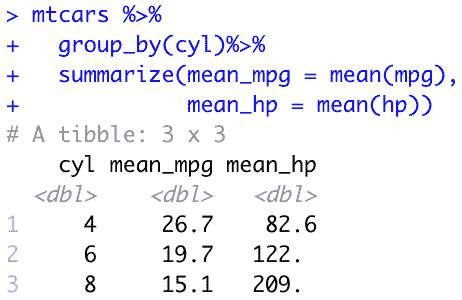 > mtcars %>%
+   group_by(cyl)%>%
+   summarize(mean_mpg = mean(mpg),
+             mean_hp = mean(hp))
# A tibble: 3 x 3
    cyl mean_mpg mean_hp
  <dbl>    <dbl>   <dbl>
1     4     26.7    82.6
2     6     19.7   122.
3     8     15.1   209.